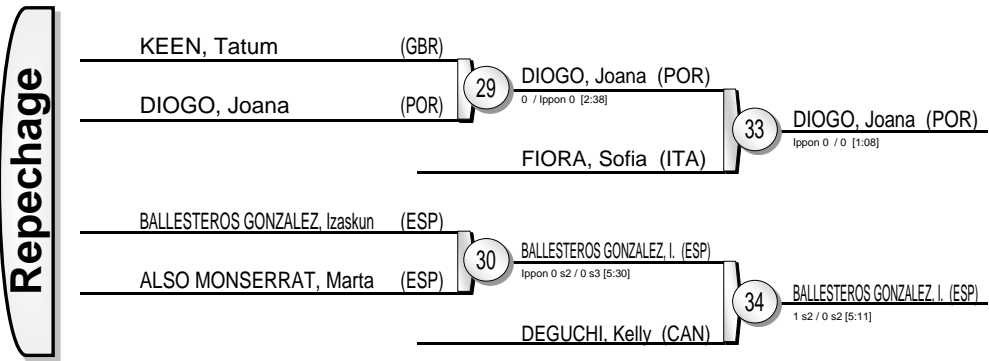 Repechage
KEEN, Tatum (GBR)
DIOGO, Joana (POR)
29
DIOGO, Joana (POR)
0 / Ippon 0 [2:38]
FIORA, Sofia (ITA)
33
DIOGO, Joana (POR)
Ippon 0 / 0 [1:08]
BALLESTEROS GONZALEZ, Izaskun (ESP)
ALSO MONSERRAT, Marta (ESP)
30
BALLESTEROS GONZALEZ, I. (ESP)
Ippon 0 s2 / 0 s3 [5:30]
DEGUCHI, Kelly (CAN)
34
BALLESTEROS GONZALEZ, I. (ESP)
1 s2 / 0 s2 [5:11]